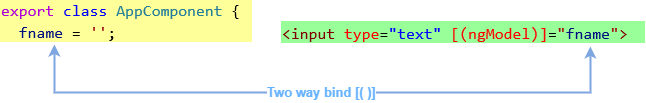 export class AppComponent {
fname = '';
<input type="text" [(ngModel)]="fname">
Two way bind [( )]